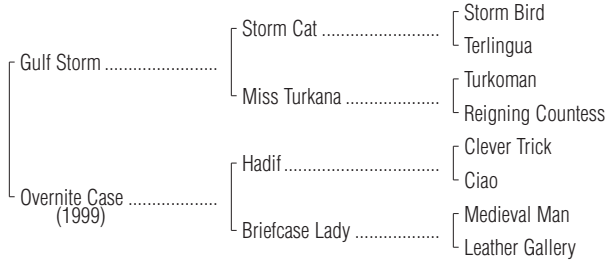 Storm Bird
Storm Cat ........................
Terlingua
Gulf Storm .......................
Turkoman
Miss Turkana ...................
Reigning Countess
Clever Trick
Hadif ................................
Ciao
Overnite Case ..................
(1999)
Medieval Man
Briefcase Lady .................
Leather Gallery